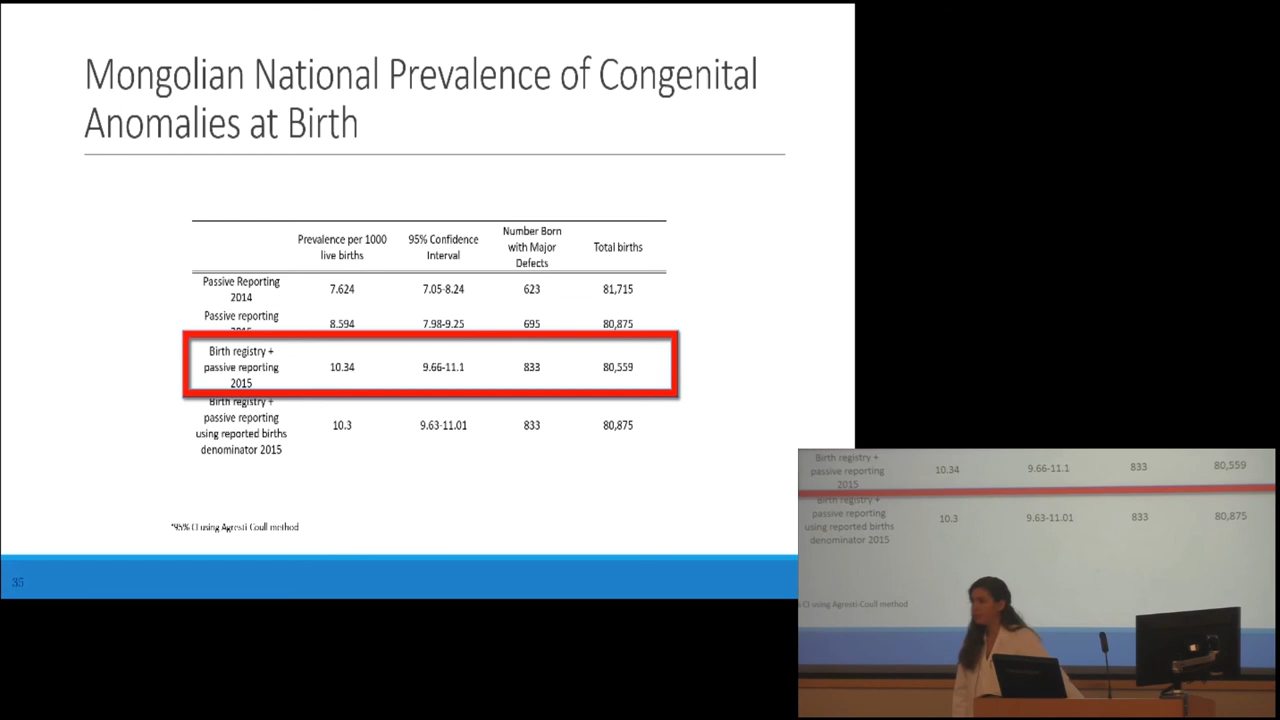 Mongolian National Prevalence of Congenital
Anomalies at Birth
Prevalence per 1000
live births
95% Confidence
Interval
Number Born
with Major
Defects
Total births
Passive Reporting
2014
7.624
7.05-8.24
623
81,715
Passive reporting
2015
8.594
7.98-9.25
695
80,875
Birth registry +
passive reporting
2015
10.34
9.66-11.1
833
80,559
Birth registry +
passive reporting
using reported births
denominator 2015
10.3
9.63-11.01
833
80,875
*95% CI using Agresti Coull method
35
Birth registry +
passive reporting
2015
10.34
9.66-11.1
833
80,559
Birth registry +
passive reporting
using reported births
denominator 2015
10.3
9.63-11.01
833
80,875
CI using Agresti-Coull method